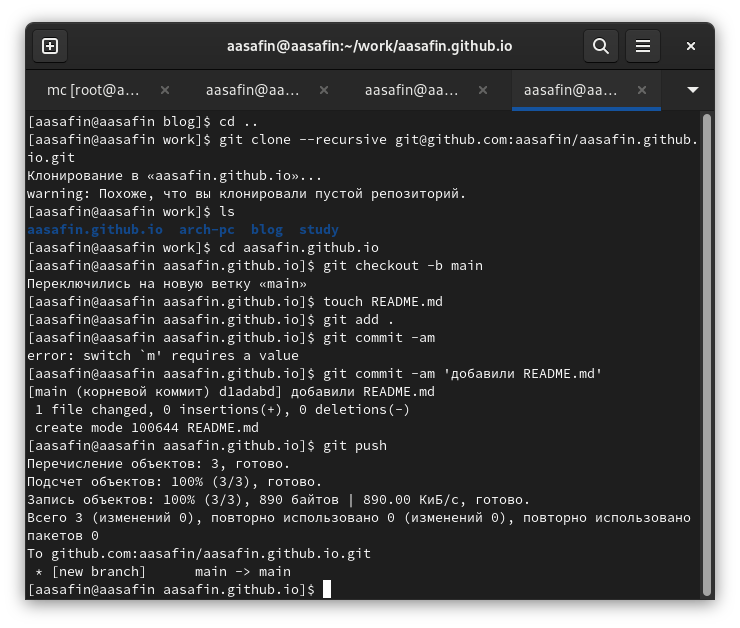 aasafin@aasafin:~/work/aasafin.github.io
mc [root@a... aasafin@aa... aasafin@aa... aasafin@aa...
[aasafin@aasafin blog]$ cd ..
[aasafin@aasafin work]$ git clone --recursive git@github.com:aasafin/aasafin.github.
io.git
Клонирование в «aasafin.github.io»...
warning: Похоже, что вы клонировали пустой репозиторий.
[aasafin@aasafin work]$ ls
aasafin.github.io  arch-pc  blog  study
[aasafin@aasafin work]$ cd aasafin.github.io
[aasafin@aasafin aasafin.github.io]$ git checkout -b main
Переключились на новую ветку «main»
[aasafin@aasafin aasafin.github.io]$ touch README.md
[aasafin@aasafin aasafin.github.io]$ git add .
[aasafin@aasafin aasafin.github.io]$ git commit -am
error: switch `m' requires a value
[aasafin@aasafin aasafin.github.io]$ git commit -am 'добавили README.md'
[main (корневой коммит) d1adabd] добавили README.md
 1 file changed, 0 insertions(+), 0 deletions(-)
 create mode 100644 README.md
[aasafin@aasafin aasafin.github.io]$ git push
Перечисление объектов: 3, готово.
Подсчет объектов: 100% (3/3), готово.
Запись объектов: 100% (3/3), 890 байтов | 890.00 КиБ/с, готово.
Всего 3 (изменений 0), повторно использовано 0 (изменений 0), повторно использовано
пакетов 0
To github.com:aasafin/aasafin.github.io.git
 * [new branch]      main -> main
[aasafin@aasafin aasafin.github.io]$